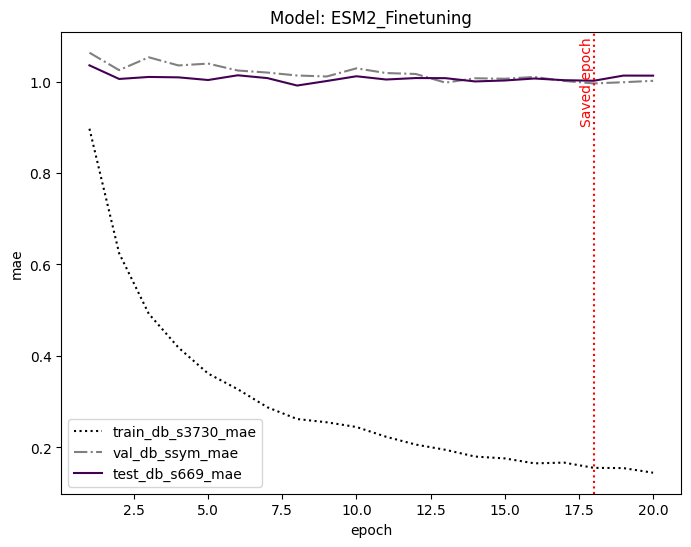 Model: ESM2_Finetuning
mae
1.0
0.8
0.6
0.4
0.2
Saved epoch
train_db_s3730_mae
val_db_ssym_mae
test_db_s669_mae
2.5 5.0 7.5 10.0 12.5 15.0 17.5 20.0
epoch